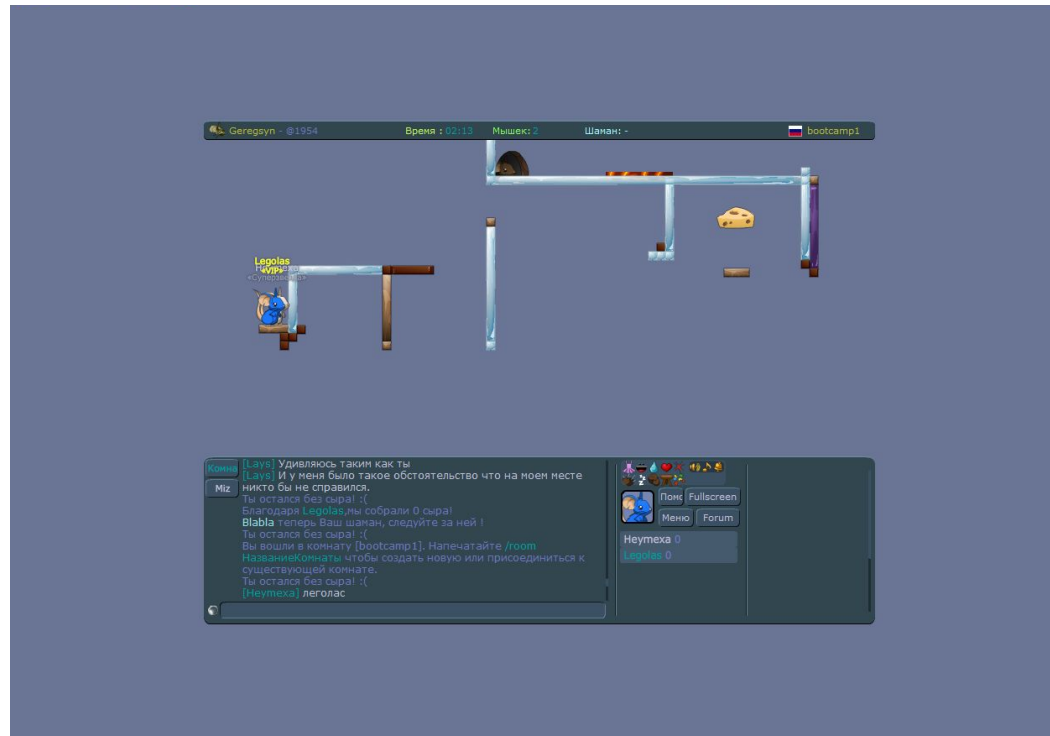 Geregsyn - @1954 Время : 02:13 Мышек: 2 Шаман: - bootcamp1
Legolas
«VIP»
Комна
Miz
[Lays] Удивляюсь таким как ты
[Lays] И у меня было такое обстоятельство что на моем месте
никто бы не справился.
Ты остался без сыра! :(
Благодаря Legolas,мы собрали 0 сыра!
Blabla теперь Ваш шаман, следуйте за ней !
Ты остался без сыра! :(
Вы вошли в комнату [bootcamp1]. Напечатайте /room
НазваниеКомнаты чтобы создать новую или присоединиться к
существующей комнате.
Ты остался без сыра! :(
[Heymexa] леголас
Помс Fullscreen
Меню Forum
Heymexa 0
Legolas 0